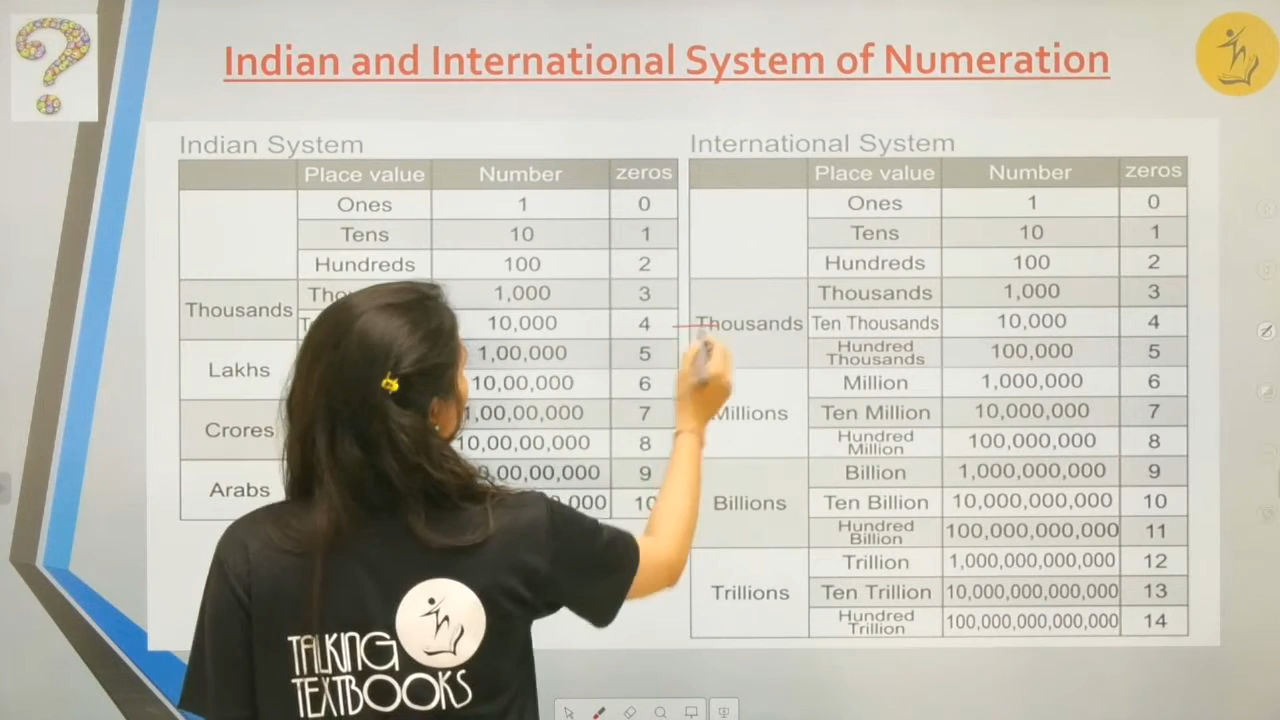 Indian and International System of Numeration
Indian System
Place value Number zeros
Ones 1 0
Tens 10 1
Hundreds 100 2
Thousands 1,000 3
10,000 4
Lakhs 1,00,000 5
10,00,000 6
Crores 1,00,00,000 7
10,00,00,000 8
Arabs 00,00,000 9
000 10
International System
Place value Number zeros
Ones 1 0
Tens 10 1
Hundreds 100 2
Thousands Thousands 1,000 3
Ten Thousands 10,000 4
Hundred Thousands 100,000 5
Millions Million 1,000,000 6
Ten Million 10,000,000 7
Hundred Million 100,000,000 8
Billions Billion 1,000,000,000 9
Ten Billion 10,000,000,000 10
Hundred Billion 100,000,000,000 11
Trillions Trillion 1,000,000,000,000 12
Ten Trillion 10,000,000,000,000 13
Hundred Trillion 100,000,000,000,000 14
TALKING
TEXTBOOKS